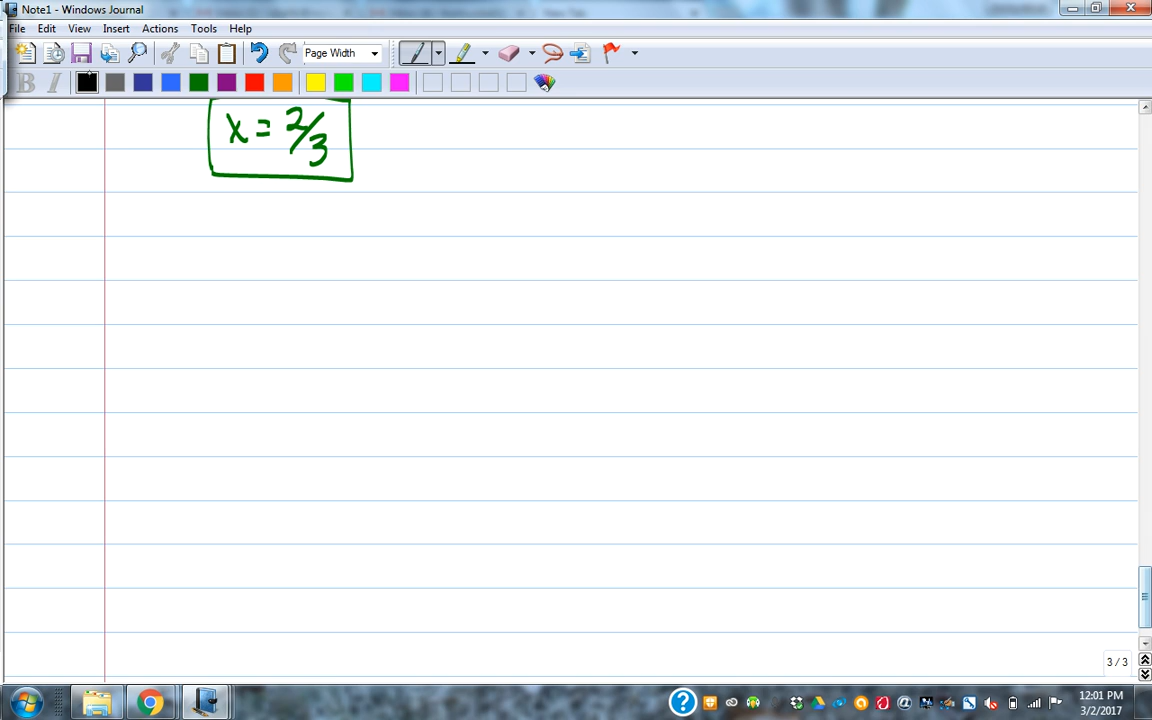 Note1 - Windows Journal
File Edit View Insert Actions Tools Help
Page Width
B I
x = 2/3
3 / 3
12:01 PM
3/2/2017